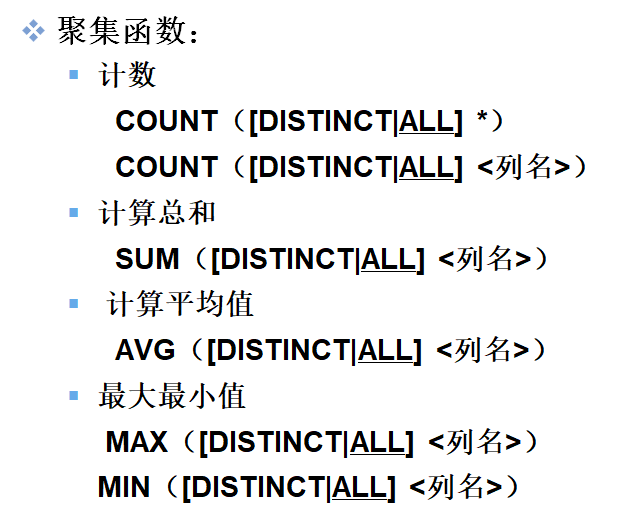 聚集函数：
计数
COUNT（[DISTINCT|ALL] *）
COUNT（[DISTINCT|ALL] <列名>）
计算总和
SUM（[DISTINCT|ALL] <列名>）
计算平均值
AVG（[DISTINCT|ALL] <列名>）
最大最小值
MAX（[DISTINCT|ALL] <列名>）
MIN（[DISTINCT|ALL] <列名>）